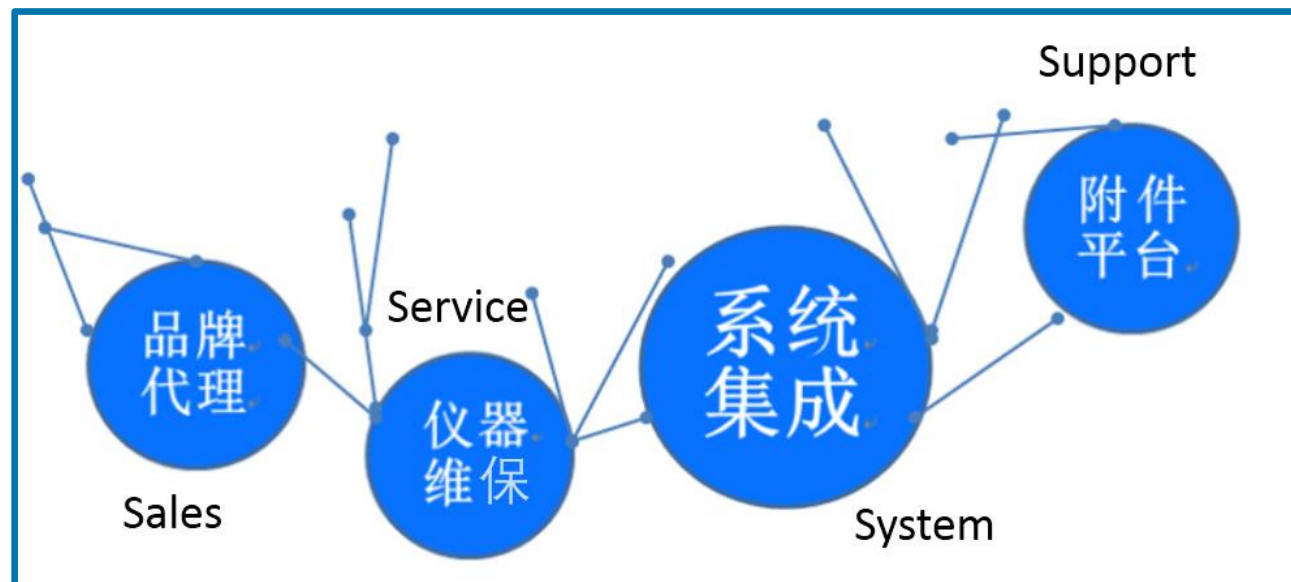 Support
附件
平台
Service
系统
集成
品牌
代理
仪器
维保
Sales
System